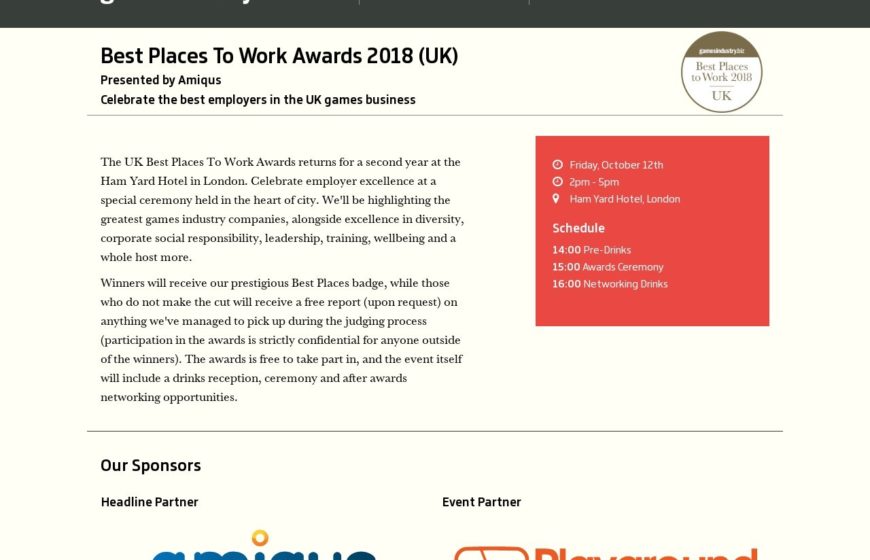 Best Places To Work Awards 2018 (UK)
Presented by Amiqus
Celebrate the best employers in the UK games business
gamesindustry.biz
Best Places
to Work 2018
UK
The UK Best Places To Work Awards returns for a second year at the
Ham Yard Hotel in London. Celebrate employer excellence at a
special ceremony held in the heart of city. We'll be highlighting the
greatest games industry companies, alongside excellence in diversity,
corporate social responsibility, leadership, training, wellbeing and a
whole host more.
Winners will receive our prestigious Best Places badge, while those
who do not make the cut will receive a free report (upon request) on
anything we've managed to pick up during the judging process
(participation in the awards is strictly confidential for anyone outside
of the winners). The awards is free to take part in, and the event itself
will include a drinks reception, ceremony and after awards
networking opportunities.
Friday, October 12th
2pm - 5pm
Ham Yard Hotel, London
Schedule
14:00 Pre-Drinks
15:00 Awards Ceremony
16:00 Networking Drinks
Our Sponsors
Headline Partner
Event Partner
amiqus
Playground